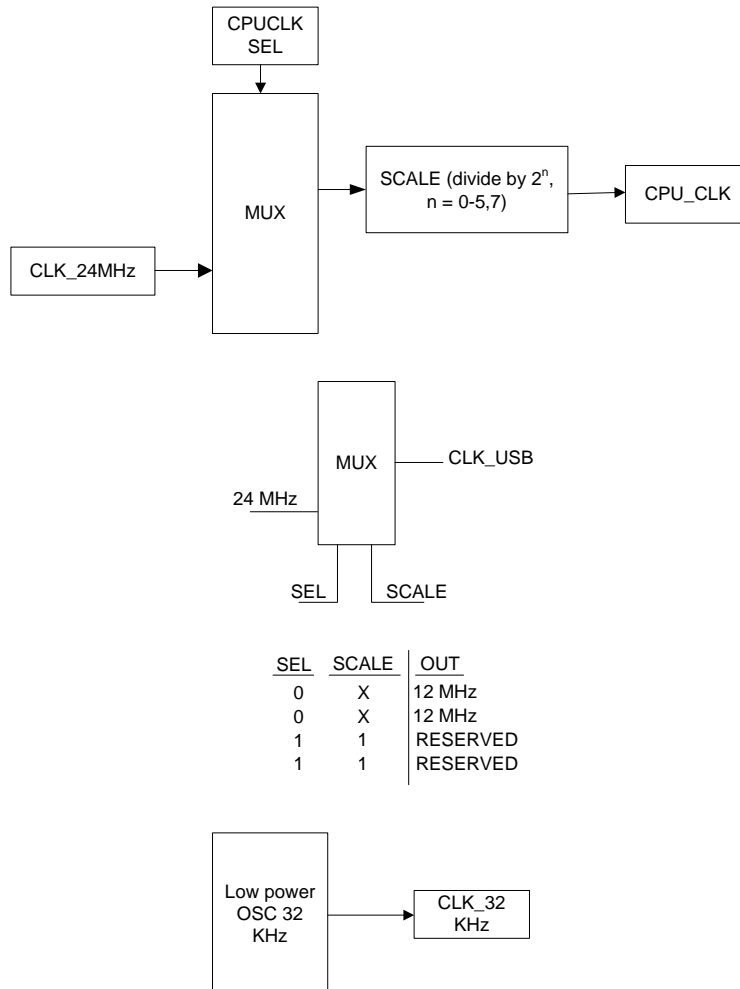 CPUCLK
SEL
MUX
SCALE (divide by 2ⁿ,
n = 0-5,7)
CPU_CLK
CLK_24MHz
MUX
CLK_USB
24 MHz
SEL SCALE
SEL SCALE OUT
0 X 12 MHz
0 X 12 MHz
1 1 RESERVED
1 1 RESERVED
Low power
OSC 32
KHz
CLK_32
KHz